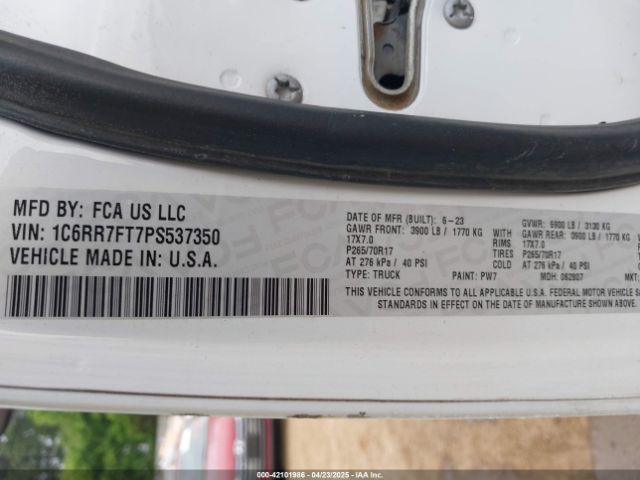 MFD BY: FCA US LLC
VIN: 1C6RR7FT7PS537350
VEHICLE MADE IN: U.S.A.
DATE OF MFR (BUILT): 6-23 GVWR: 6900 LB / 3130 KG
GAWR FRONT: 3900 LB / 1770 KG WITH GAWR REAR: 3900 LB / 1770 KG
17X7.0 RIMS 17X7.0
P265/70R17 TIRES P265/70R17
AT 276 kPa / 40 PSI COLD AT 276 kPa / 40 PSI
TYPE: TRUCK PAINT: PW7 MDH: 062807
THIS VEHICLE CONFORMS TO ALL APPLICABLE U.S.A. FEDERAL MOTOR VEHICLE
STANDARDS IN EFFECT ON THE DATE OF MANUFACTURE SHOWN ABOVE.
000-42101986 - 04/23/2025 - IAAI.com